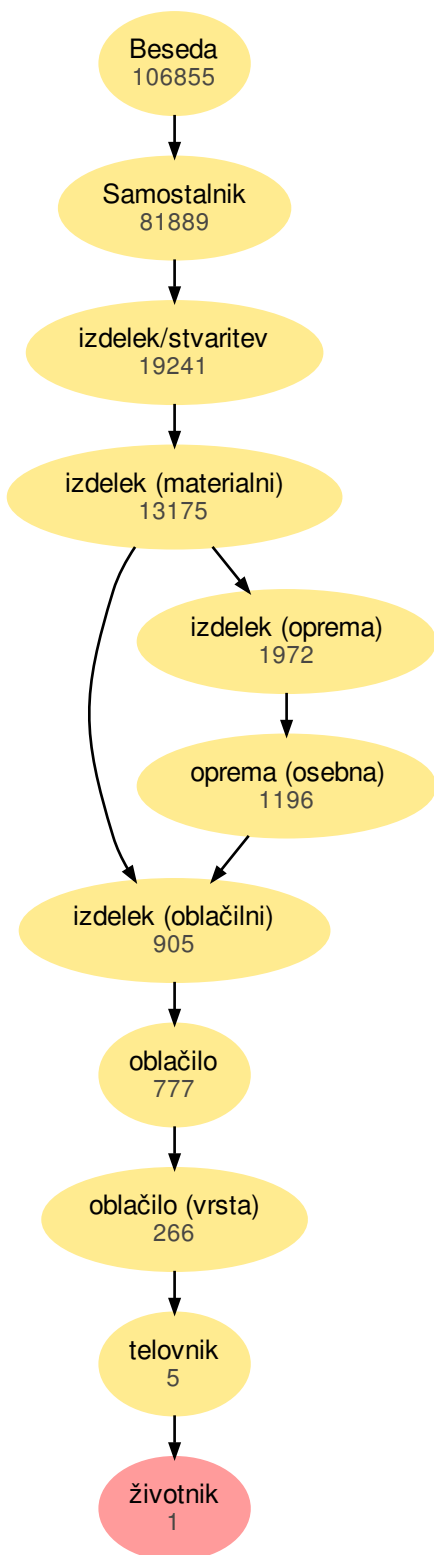 Beseda
106855
Samostalnik
81889
izdelek/stvaritev
19241
izdelek (materialni)
13175
izdelek (oprema)
1972
oprema (osebna)
1196
izdelek (oblačilni)
905
oblačilo
777
oblačilo (vrsta)
266
telovnik
5
životnik
1